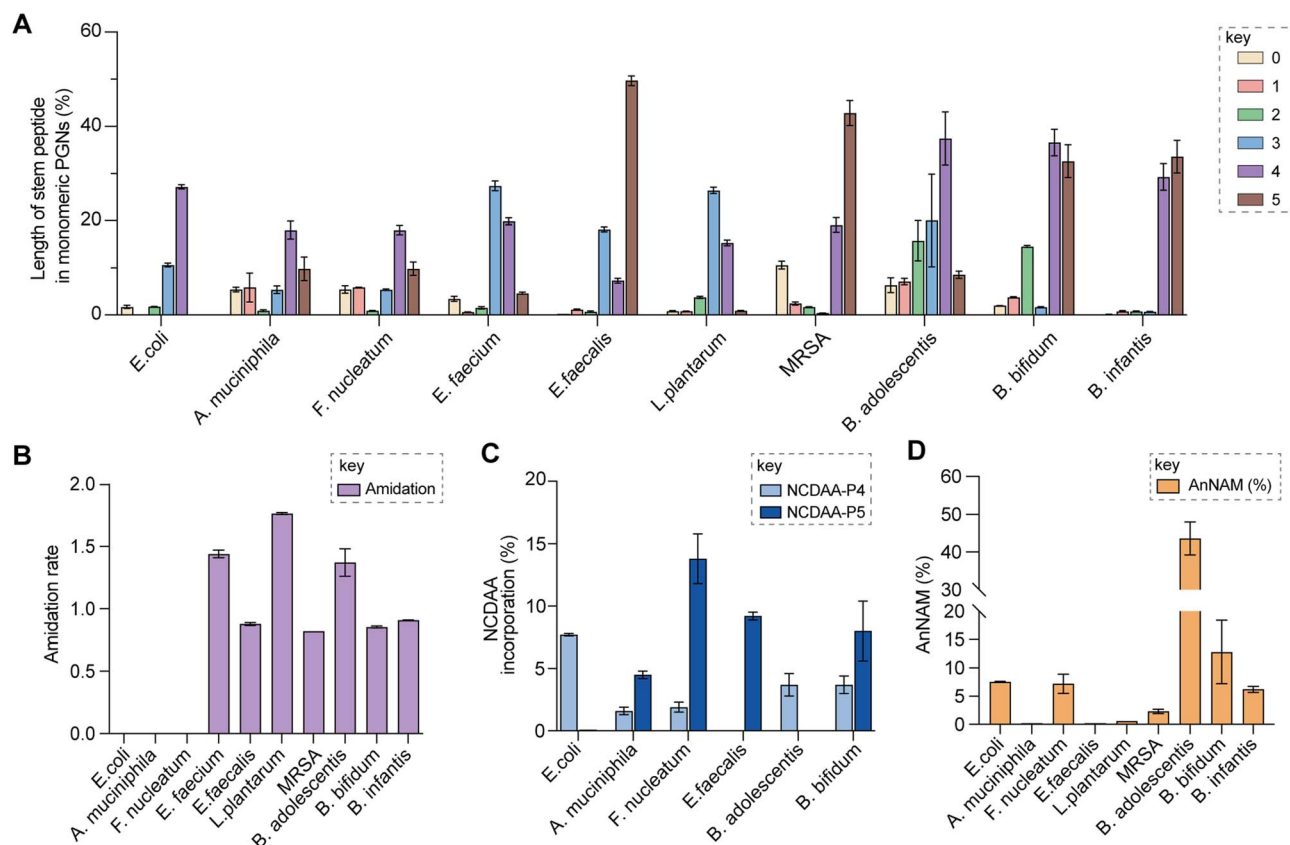 A
Length of stem peptide
in monomeric PGNs (%)
60
40
20
0
key
0
1
2
3
4
5
E.coli
A. muciniphila
F. nucleatum
E. faecium
E.faecalis
L.plantarum
MRSA
B. adolescentis
B. bifidum
B. infantis
B
key
Amidation
Amidation rate
2.0
1.5
1.0
0.5
0.0
E.coli
A. muciniphila
F. nucleatum
E. faecium
E.faecalis
L.plantarum
MRSA
B. adolescentis
B. bifidum
B. infantis
C
key
NCDAA-P4
NCDAA-P5
NCDAA
incorporation (%)
20
15
10
5
0
E.coli
A. muciniphila
F. nucleatum
E.faecalis
B. adolescentis
B. bifidum
D
key
AnNAM (%)
AnNAM (%)
60
50
40
30
20
15
10
5
0
E.coli
A. muciniphila
F. nucleatum
E.faecalis
L.plantarum
MRSA
B. adolescentis
B. bifidum
B. infantis